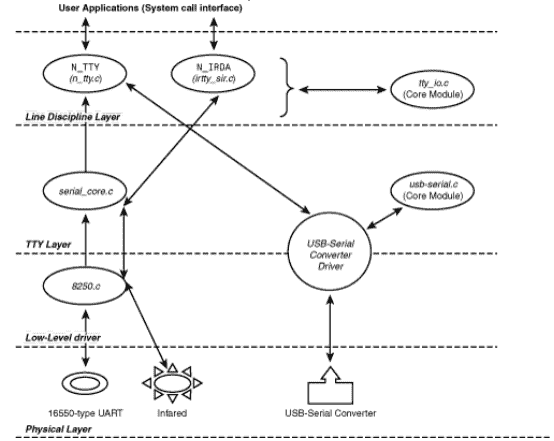 User Applications (System call interface)
N_TTY
(n_tty.c)
N_IRDA
(irtty_sir.c)
tty_io.c
(Core Module)
Line Discipline Layer
serial_core.c
usb-serial.c
(Core Module)
USB-Serial
Converter
Driver
TTY Layer
8250.c
Low-Level driver
16550-type UART
Infared
USB-Serial Converter
Physical Layer